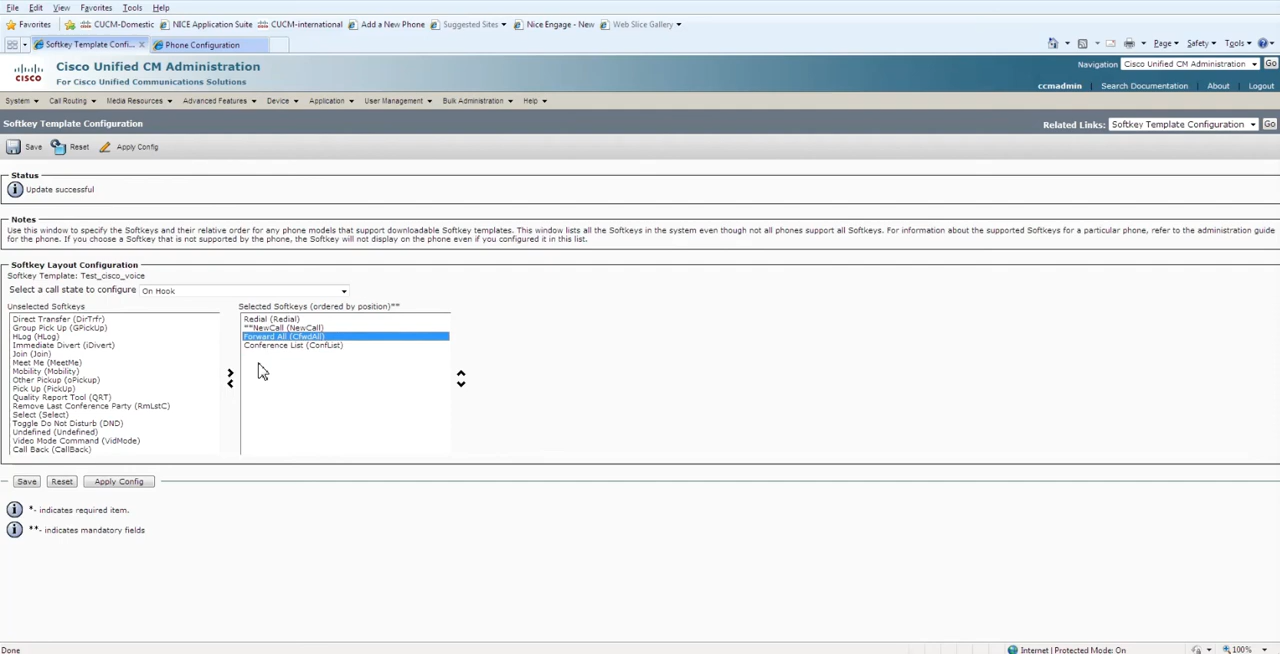 File Edit View Favorites Tools Help
Favorites CUCM-Domestic NICE Application Suite CUCM-international Add a New Phone Suggested Sites Nice Engage - New Web Slice Gallery
Softkey Template Confi... Phone Configuration Page Safety Tools
CISCO Cisco Unified CM Administration Navigation Cisco Unified CM Administration Go
For Cisco Unified Communications Solutions
ccmadmin Search Documentation About Logout
System Call Routing Media Resources Advanced Features Device Application User Management Bulk Administration Help
Softkey Template Configuration Related Links: Softkey Template Configuration Go
Save Reset Apply Config
Status
Update successful
Notes
Use this window to specify the Softkeys and their relative order for any phone models that support downloadable Softkey templates. This window lists all the Softkeys in the system even though not all phones support all Softkeys. For information about the supported Softkeys for a particular phone, refer to the administration guide
for the phone. If you choose a Softkey that is not supported by the phone, the Softkey will not display on the phone even if you configured it in this list.
Softkey Layout Configuration
Softkey Template: Test_cisco_voice
Select a call state to configure On Hook
Unselected Softkeys Selected Softkeys (ordered by position)**
Direct Transfer (DirTrfr)
Group Pick Up (GPickUp)
HLog (HLog)
Immediate Divert (iDivert)
Join (Join)
Meet Me (MeetMe)
Mobility (Mobility)
Other Pickup (oPickup)
Pick Up (PickUp)
Quality Report Tool (QRT)
Remove Last Conference Party (RmLstC)
Select (Select)
Toggle Do Not Disturb (DND)
Undefined (Undefined)
Video Mode Command (VidMode)
Call Back (CallBack)
Redial (Redial)
**NewCall (NewCall)
Forward All (CfwdAll)
Conference List (ConfList)
Save Reset Apply Config
*- indicates required item.
**- indicates mandatory fields
Done Internet | Protected Mode: On 100%